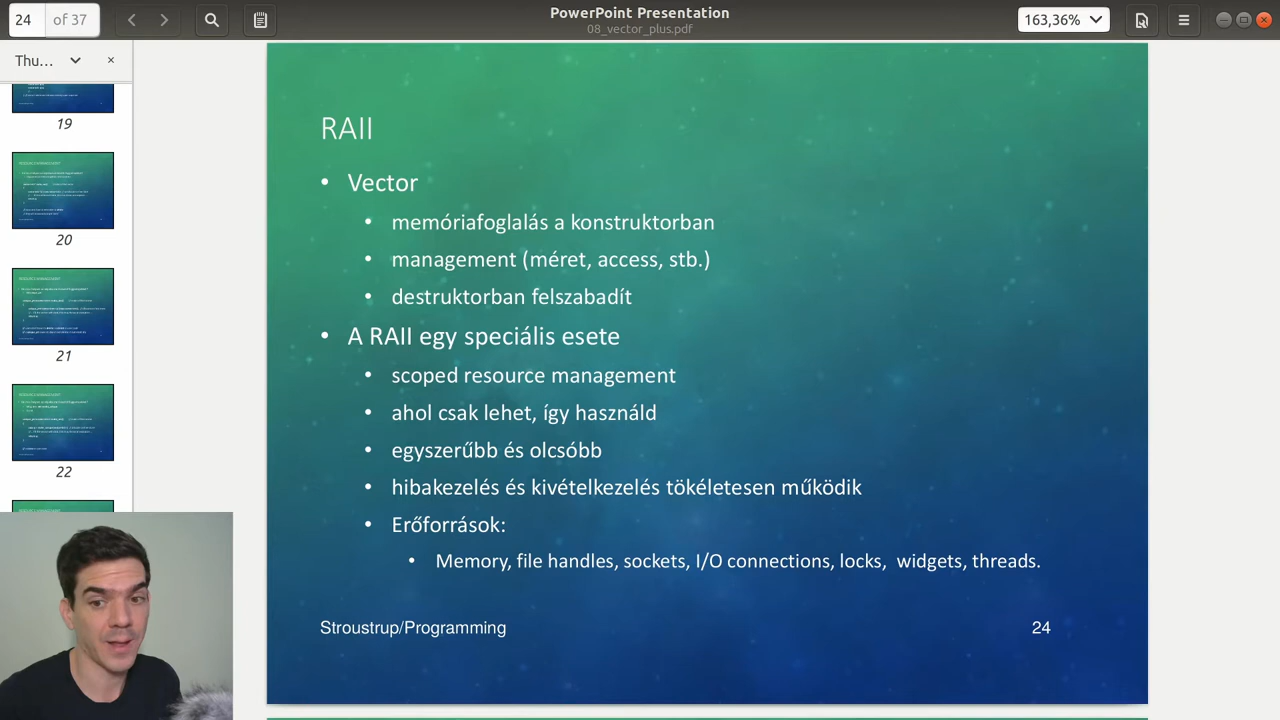 24 of 37
PowerPoint Presentation
08_vector_plus.pdf
163,36%
Thu...
19
20
21
22
RAII
• Vector
• memóriafoglalás a konstruktorban
• management (méret, access, stb.)
• destruktorban felszabadít
• A RAII egy speciális esete
• scoped resource management
• ahol csak lehet, így használd
• egyszerűbb és olcsóbb
• hibakezelés és kivételkezelés tökéletesen működik
• Erőforrások:
• Memory, file handles, sockets, I/O connections, locks, widgets, threads.
Stroustrup/Programming
24